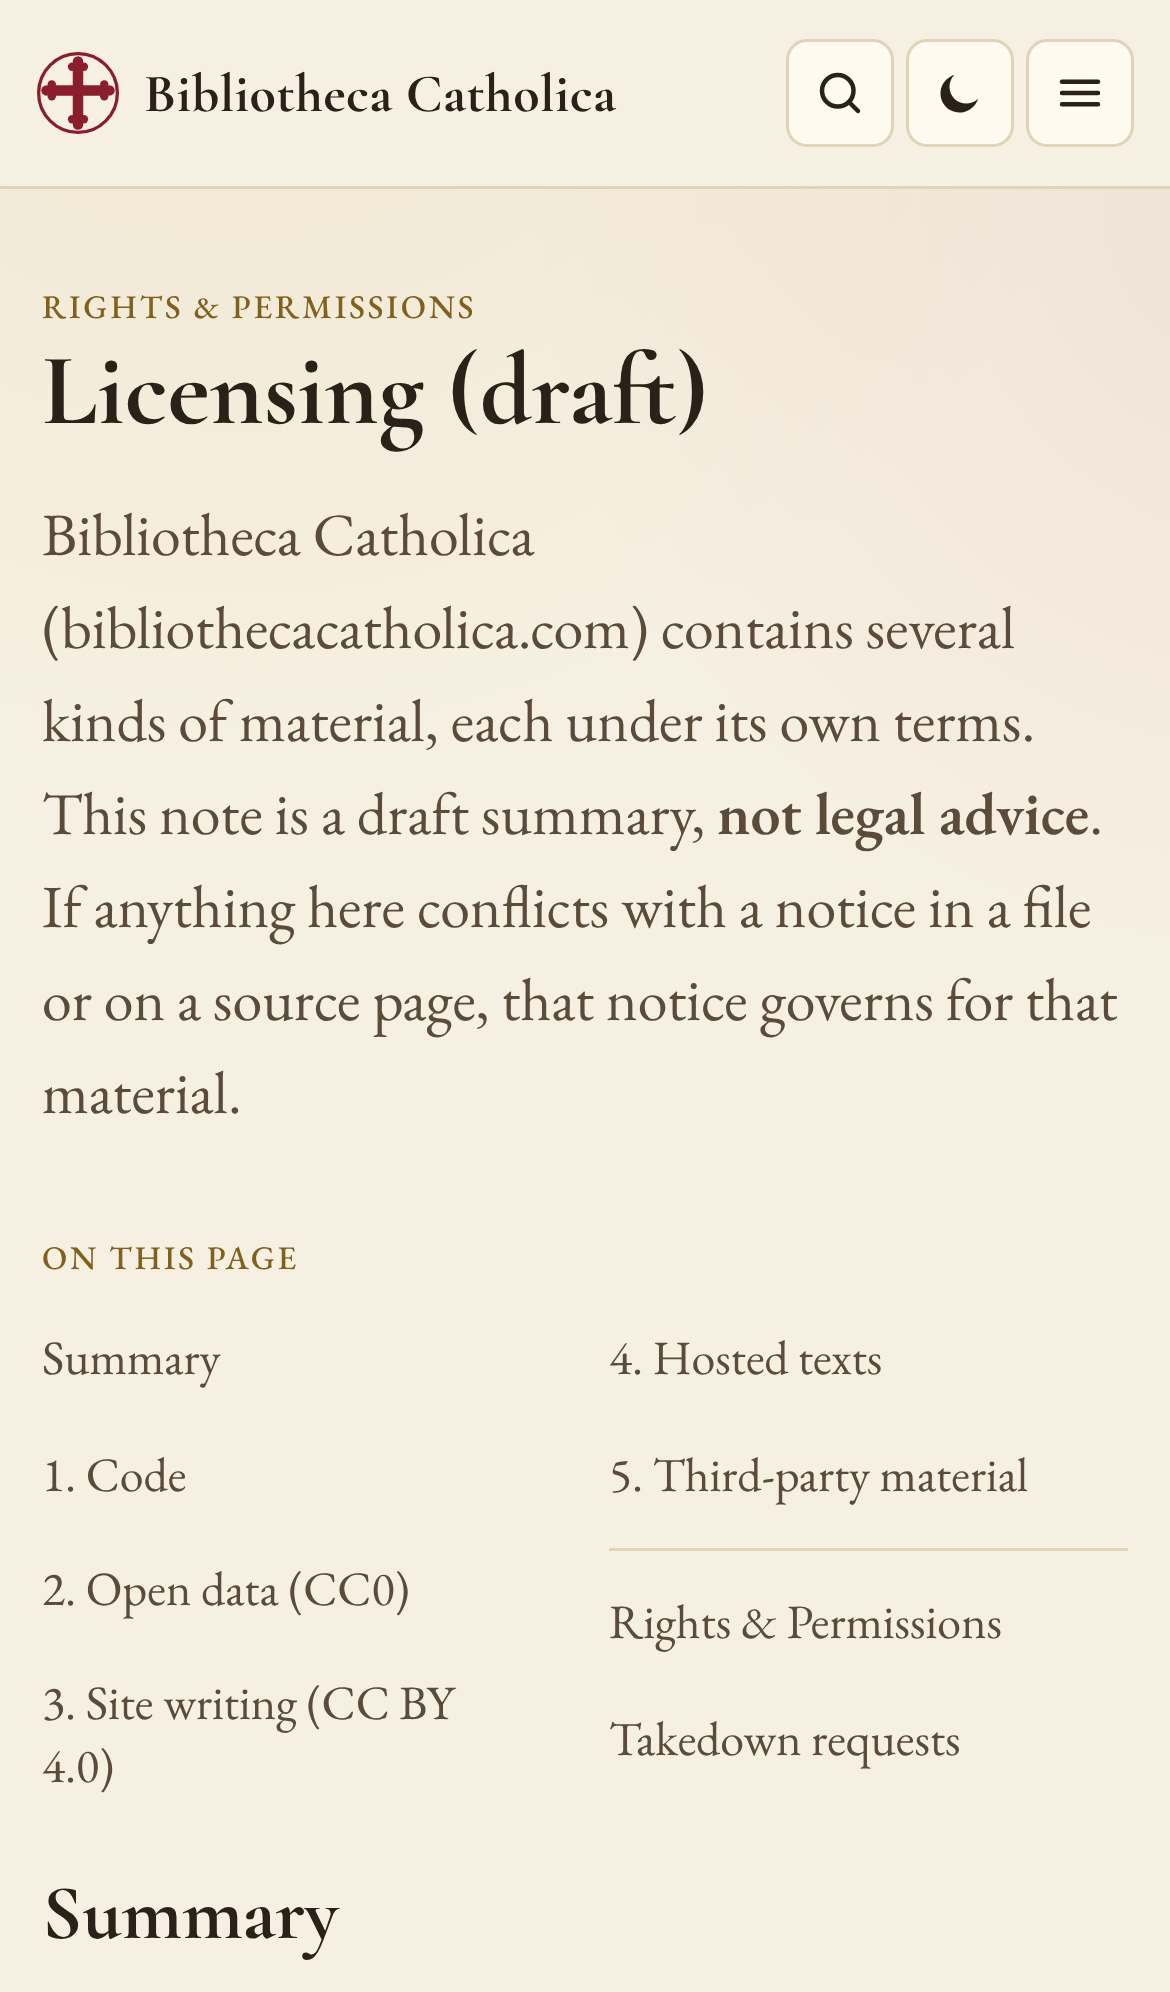 Bibliotheca Catholica
RIGHTS & PERMISSIONS
Licensing (draft)
Bibliotheca Catholica
(bibliothecacatholica.com) contains several
kinds of material, each under its own terms.
This note is a draft summary, not legal advice.
If anything here conflicts with a notice in a file
or on a source page, that notice governs for that
material.
ON THIS PAGE
Summary
1. Code
2. Open data (CC0)
3. Site writing (CC BY
4.0)
4. Hosted texts
5. Third-party material
Rights & Permissions
Takedown requests
Summary